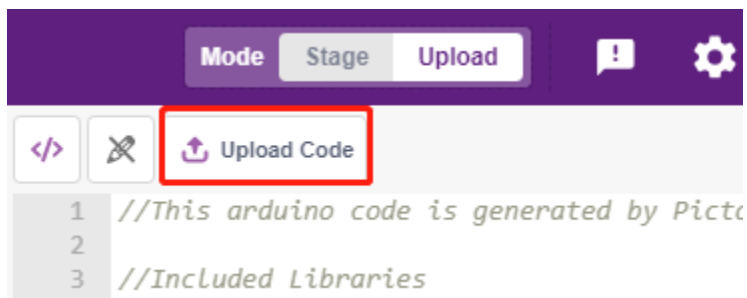 Mode Stage Upload
</> Upload Code
1 //This arduino code is generated by
2
3 //Included Libraries